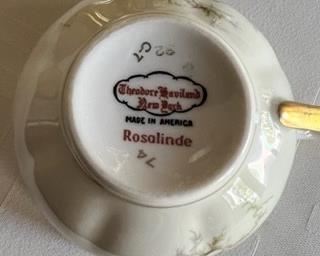 Theodore Haviland
New York
MADE IN AMERICA
Rosalinde
74